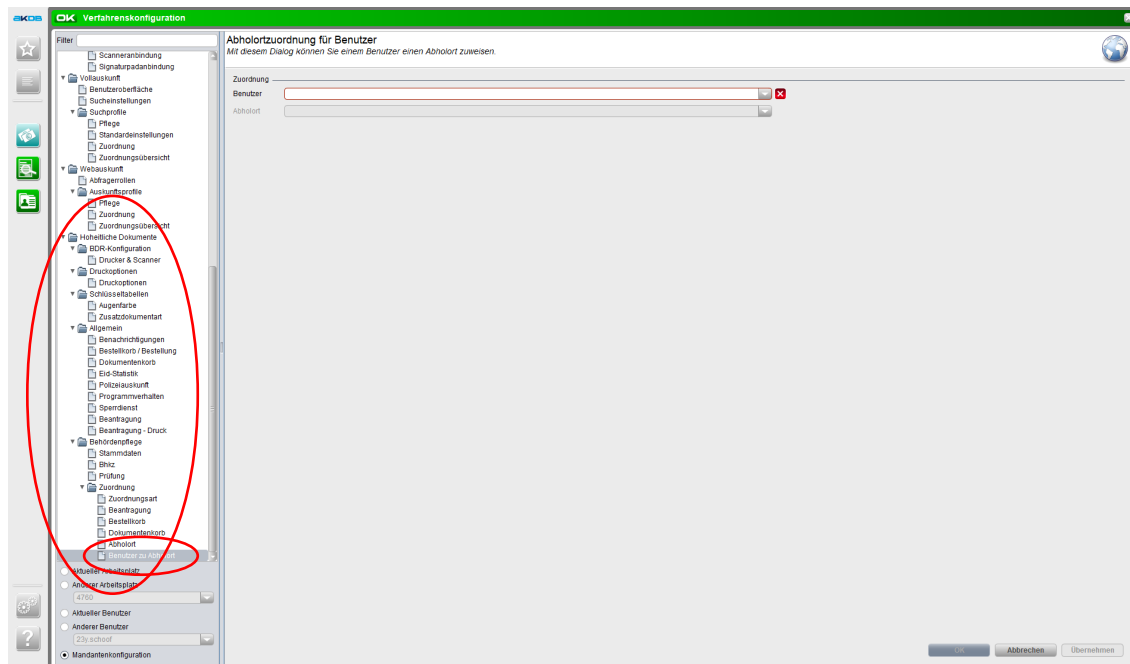 aKDB
OK Verfahrenskonfiguration
Filter
Scanneranbindung
Signaturpadanbindung
Vollauskunft
Benutzeroberfläche
Sucheinstellungen
Suchprofile
Pflege
Standardeinstellungen
Zuordnung
Zuordnungsübersicht
Webauskunft
Abfragerollen
Auskunftsprofile
Pflege
Zuordnung
Zuordnungsübersicht
Hoheitliche Dokumente
BDR-Konfiguration
Drucker & Scanner
Druckoptionen
Druckoptionen
Schlüsseltabellen
Augenfarbe
Zusatzdokumentart
Allgemein
Benachrichtigungen
Bestellkorb / Bestellung
Dokumentenkorb
Eid-Statistik
Polizeiauskunft
Programmverhalten
Sperrdienst
Beantragung
Beantragung - Druck
Behördenpflege
Stammdaten
Bhkz
Prüfung
Zuordnung
Zuordnungsart
Beantragung
Bestellkorb
Dokumentenkorb
Abholort
Benutzer zu Abholort
Aktueller Arbeitsplatz
Anderer Arbeitsplatz
4760
Aktueller Benutzer
Anderer Benutzer
23y.schoof
Mandantenkonfiguration
Abholortzuordnung für Benutzer
Mit diesem Dialog können Sie einem Benutzer einen Abholort zuweisen.
Zuordnung
Benutzer
Abholort
OK Abbrechen Übernehmen